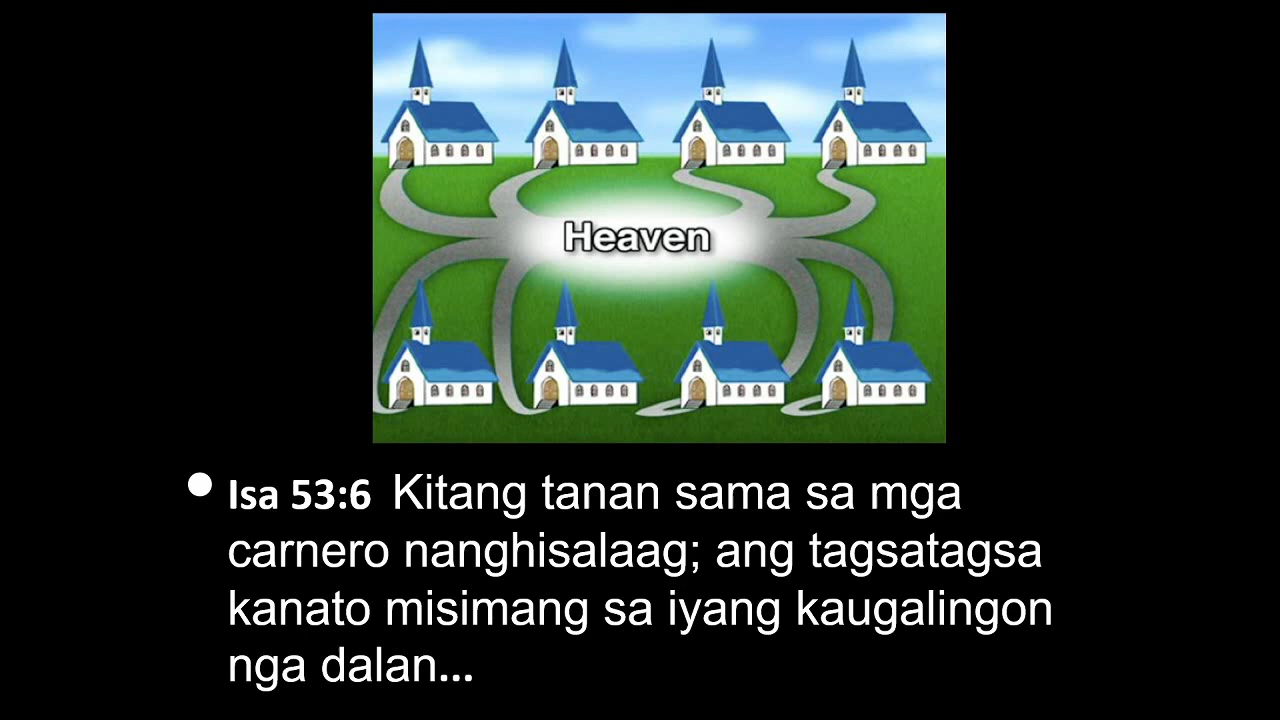 Heaven
• Isa 53:6 Kitang tanan sama sa mga
carnero nanghisalaag; ang tagsatagsa
kanato misimang sa iyang kaugalingon
nga dalan...